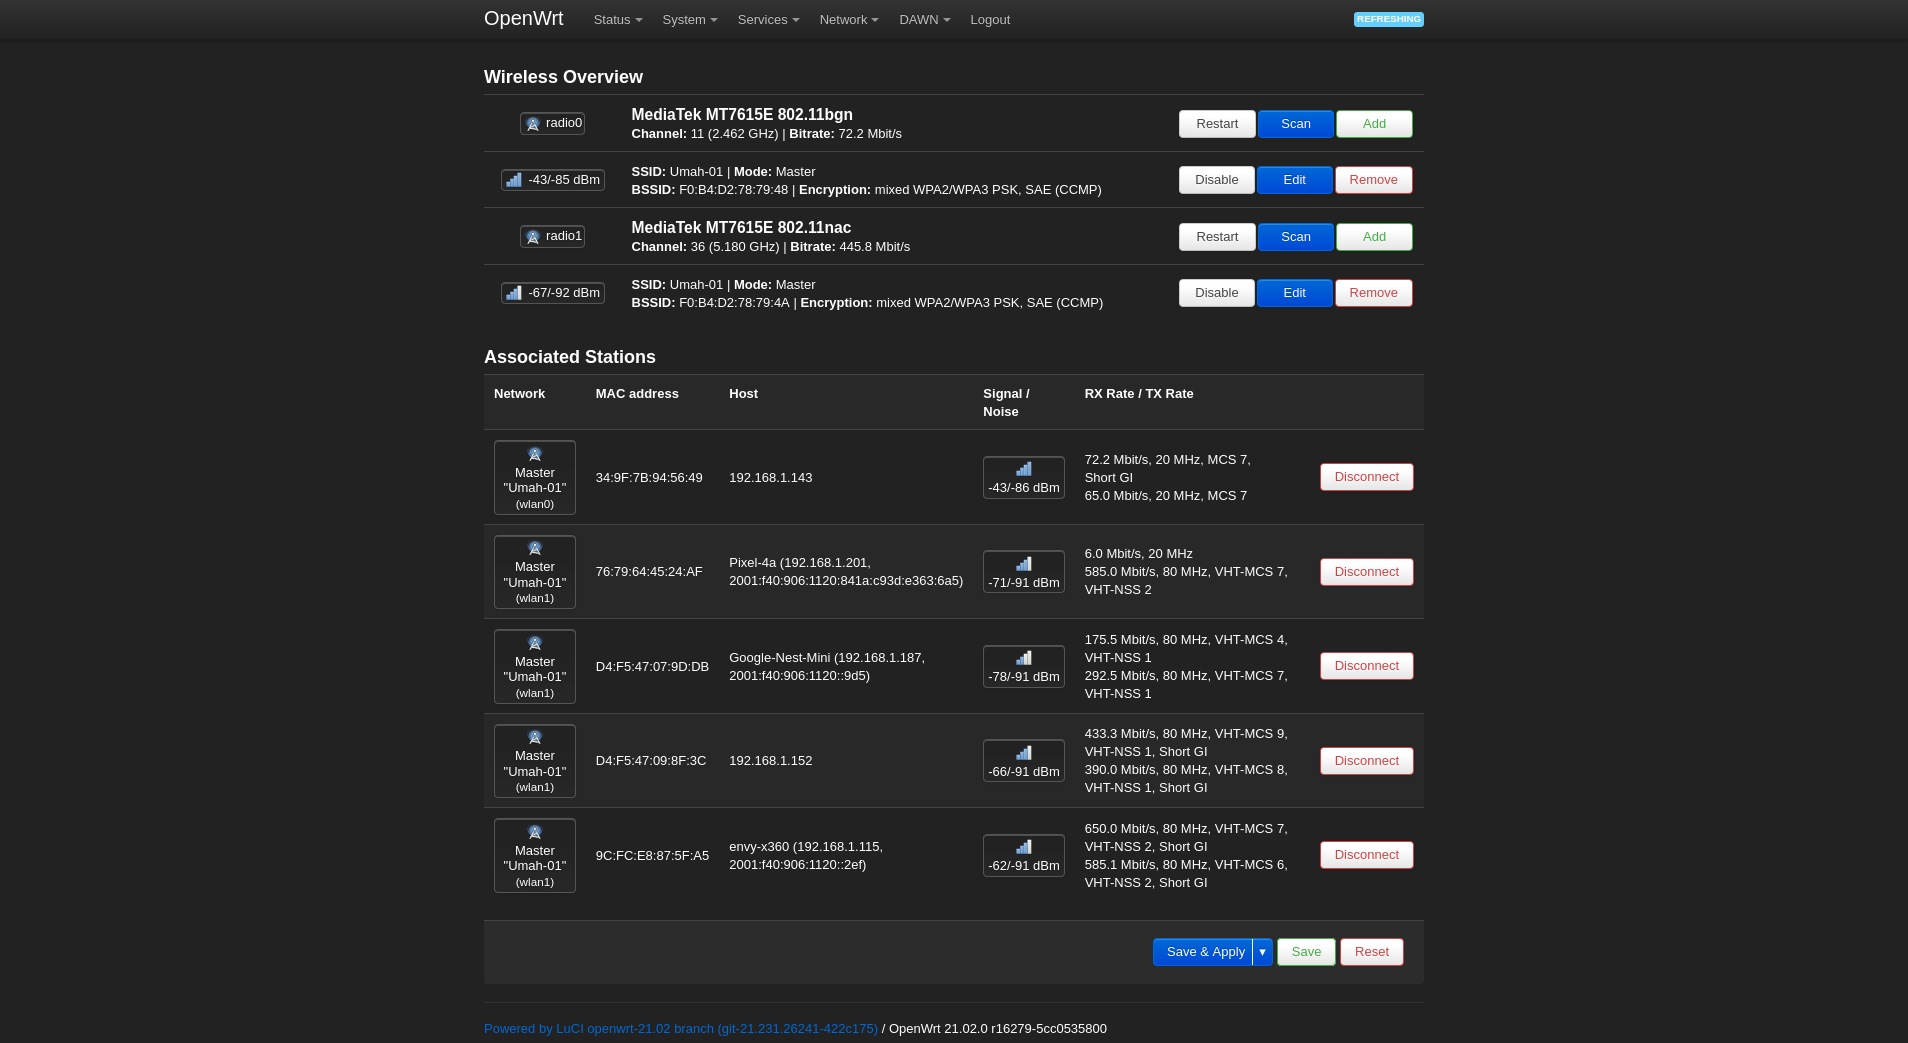 OpenWrt Status System Services Network DAWN Logout REFRESHING
Wireless Overview
radio0 MediaTek MT7615E 802.11bgn
Channel: 11 (2.462 GHz) | Bitrate: 72.2 Mbit/s
Restart Scan Add
-43/-85 dBm SSID: Umah-01 | Mode: Master
BSSID: F0:B4:D2:78:79:48 | Encryption: mixed WPA2/WPA3 PSK, SAE (CCMP)
Disable Edit Remove
radio1 MediaTek MT7615E 802.11nac
Channel: 36 (5.180 GHz) | Bitrate: 445.8 Mbit/s
Restart Scan Add
-67/-92 dBm SSID: Umah-01 | Mode: Master
BSSID: F0:B4:D2:78:79:4A | Encryption: mixed WPA2/WPA3 PSK, SAE (CCMP)
Disable Edit Remove
Associated Stations
Network MAC address Host Signal / Noise RX Rate / TX Rate
Master
"Umah-01"
(wlan0)
34:9F:7B:94:56:49
192.168.1.143
-43/-86 dBm
72.2 Mbit/s, 20 MHz, MCS 7,
Short GI
65.0 Mbit/s, 20 MHz, MCS 7
Disconnect
Master
"Umah-01"
(wlan1)
76:79:64:45:24:AF
Pixel-4a (192.168.1.201,
2001:f40:906:1120:841a:c93d:e363:6a5)
-71/-91 dBm
6.0 Mbit/s, 20 MHz
585.0 Mbit/s, 80 MHz, VHT-MCS 7,
VHT-NSS 2
Disconnect
Master
"Umah-01"
(wlan1)
D4:F5:47:07:9D:DB
Google-Nest-Mini (192.168.1.187,
2001:f40:906:1120::9d5)
-78/-91 dBm
175.5 Mbit/s, 80 MHz, VHT-MCS 4,
VHT-NSS 1
292.5 Mbit/s, 80 MHz, VHT-MCS 7,
VHT-NSS 1
Disconnect
Master
"Umah-01"
(wlan1)
D4:F5:47:09:8F:3C
192.168.1.152
-66/-91 dBm
433.3 Mbit/s, 80 MHz, VHT-MCS 9,
VHT-NSS 1, Short GI
390.0 Mbit/s, 80 MHz, VHT-MCS 8,
VHT-NSS 1, Short GI
Disconnect
Master
"Umah-01"
(wlan1)
9C:FC:E8:87:5F:A5
envy-x360 (192.168.1.115,
2001:f40:906:1120::2ef)
-62/-91 dBm
650.0 Mbit/s, 80 MHz, VHT-MCS 7,
VHT-NSS 2, Short GI
585.1 Mbit/s, 80 MHz, VHT-MCS 6,
VHT-NSS 2, Short GI
Disconnect
Save & Apply ▾ Save Reset
Powered by LuCI openwrt-21.02 branch (git-21.231.26241-422c175) / OpenWrt 21.02.0 r16279-5cc0535800